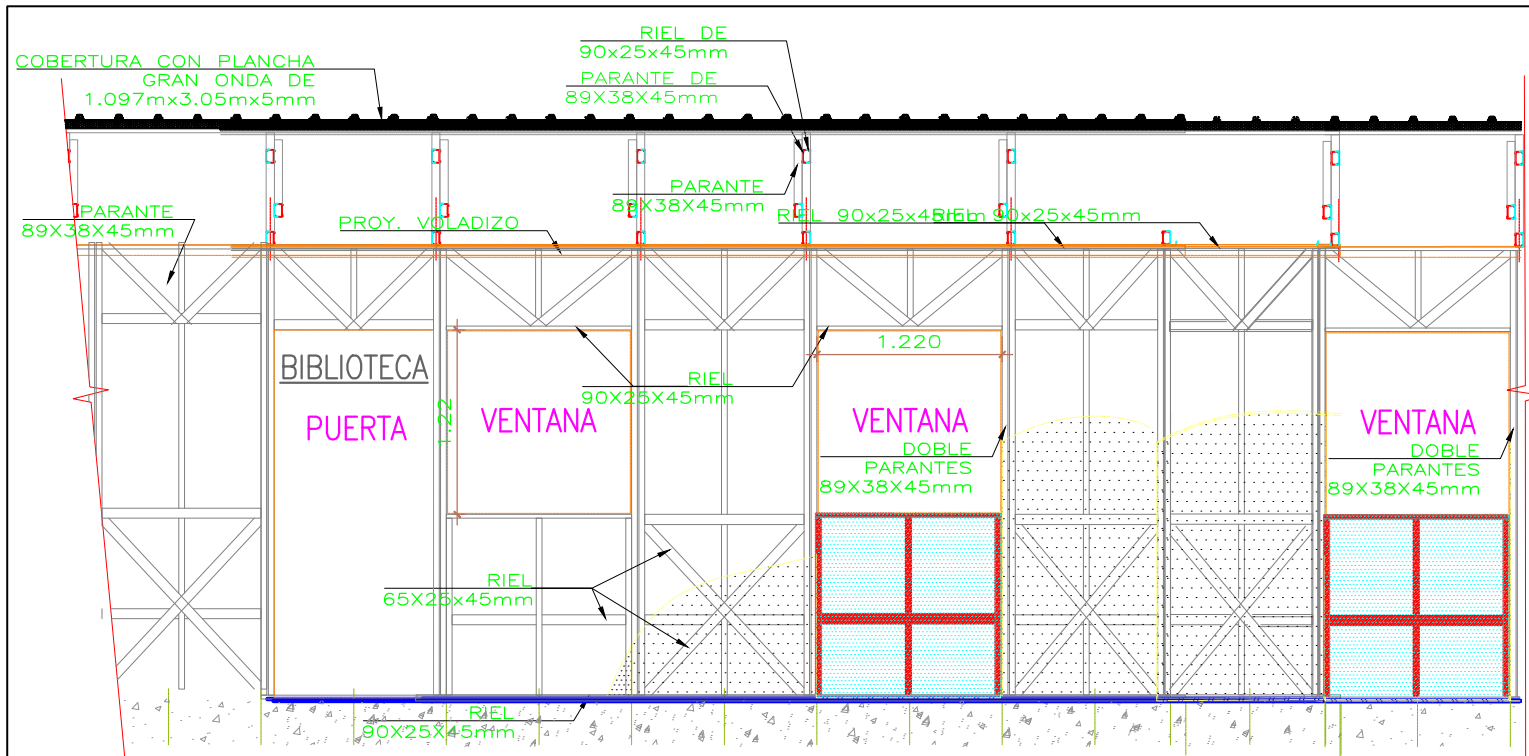 RIEL DE
90x25x45mm
COBERTURA CON PLANCHA
GRAN ONDA DE
1.097mx3.05mx5mm
PARANTE DE
89X38X45mm
PARANTE
89X38X45mm
PARANTE
89X38X45mm
PROY. VOLADIZO
RIEL 90x25x45mm
RIEL 90x25x45mm
1.220
BIBLIOTECA
PUERTA
1.22
VENTANA
RIEL
90X25X45mm
VENTANA
VENTANA
DOBLE
PARANTES
89X38X45mm
DOBLE
PARANTES
89X38X45mm
RIEL
65X25x45mm
RIEL
90X25X45mm